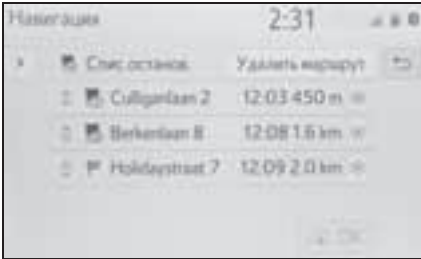 Навигация 2:31
Спис.останов. Удалить маршрут
Culliganlaan 2 12:03 450 m
Berkenlaan 8 12:08 1.6 km
Holidaystraat 7 12:09 2.0 km
OK